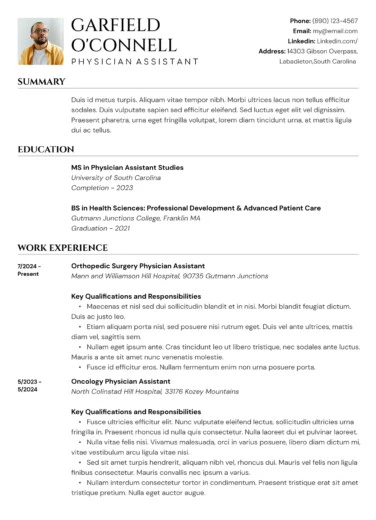 GARFIELD
O'CONNELL
PHYSICIAN ASSISTANT
Phone: (890) 123-4567
Email: my@email.com
Linkedin: Linkedin.com/
Address: 14303 Gibson Overpass,
Labadieton,South Carolina
SUMMARY
Duis id metus turpis. Aliquam vitae tempor nibh. Morbi ultrices lacus non tellus efficitur
sodales. Duis vulputate sapien sed efficitur eleifend. Sed ultrices eget elit vel dignissim.
Praesent pharetra, urna eget fringilla volutpat, lorem diam tincidunt urna, at mattis ligula
dui ac tellus.
EDUCATION
MS in Physician Assistant Studies
University of South Carolina
Completion - 2023
BS in Health Sciences: Professional Development & Advanced Patient Care
Gutmann Junctions College, Franklin MA
Graduation - 2021
WORK EXPERIENCE
7/2024 -
Present
Orthopedic Surgery Physician Assistant
Mann and Williamson Hill Hospital, 90735 Gutmann Junctions
Key Qualifications and Responsibilities
• Maecenas et nisl sed dui sollicitudin blandit et in nisi. Morbi blandit feugiat dictum.
Duis ac justo leo.
• Etiam aliquam porta nisl, sed posuere nisi rutrum eget. Duis vel ante ultrices, mattis
diam vel, sagittis sem.
• Nullam eget ipsum ante. Cras tincidunt leo ut libero tristique, nec sodales ante luctus.
Mauris a ante sit amet nunc venenatis molestie.
• Fusce id efficitur eros. Nullam fermentum enim non urna posuere porta.
5/2023 -
5/2024
Oncology Physician Assistant
North Colinstad Hill Hospital, 33176 Kozey Mountains
Key Qualifications and Responsibilities
• Fusce ultricies efficitur elit. Nunc vulputate eleifend lectus, sollicitudin ultricies urna
fringilla in. Praesent rhoncus id nulla quis consectetur. Nulla laoreet dui et pulvinar laoreet.
• Nulla vitae felis nisi. Vivamus malesuada, orci in varius posuere, libero diam dictum mi,
vitae vestibulum arcu ligula vitae nisi.
• Sed sit amet turpis hendrerit, aliquam nibh vel, rhoncus dui. Mauris vel felis non ligula
finibus consectetur. Mauris convallis nec ipsum a varius.
• Nullam interdum consectetur tortor in condimentum. Praesent tristique erat sit amet
tristique pretium. Nulla eget auctor augue.